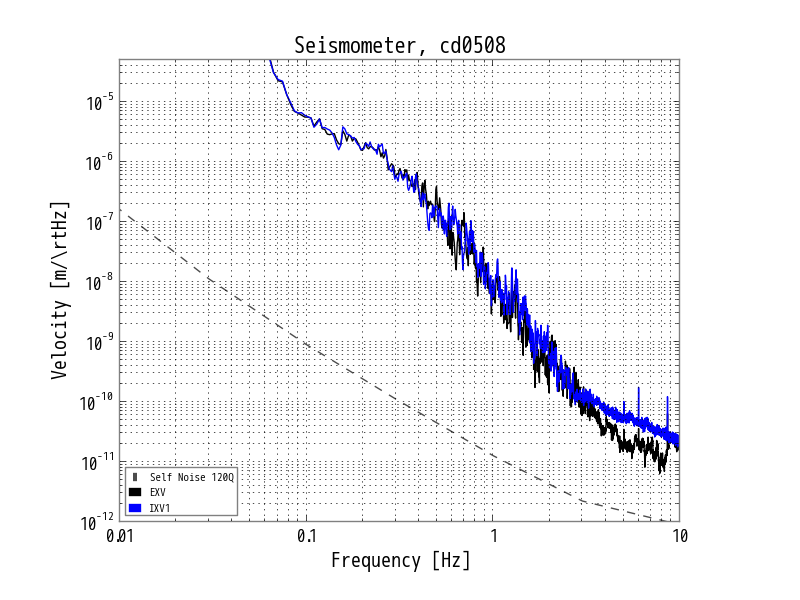 Seismometer, cd0508
Velocity [m/\rtHz]
10^-5
10^-6
10^-7
10^-8
10^-9
10^-10
10^-11
10^-12
Self Noise 120Q
EXV
IXV1
0.01 0.1 1 10
Frequency [Hz]